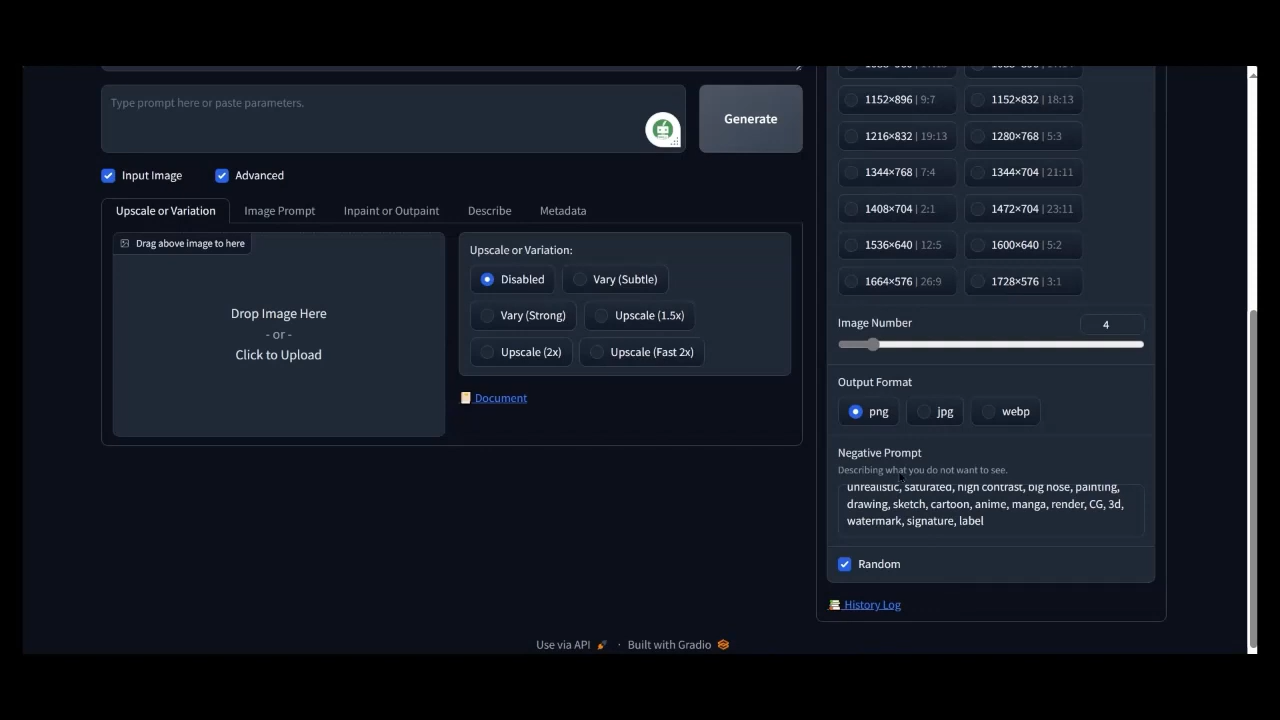 Type prompt here or paste parameters.
Generate
Input Image
Advanced
Upscale or Variation
Image Prompt
Inpaint or Outpaint
Describe
Metadata
Drag above image to here
Drop Image Here
- or -
Click to Upload
Upscale or Variation:
Disabled
Vary (Subtle)
Vary (Strong)
Upscale (1.5x)
Upscale (2x)
Upscale (Fast 2x)
Document
1152×896 | 9:7
1152×832 | 18:13
1216×832 | 19:13
1280×768 | 5:3
1344×768 | 7:4
1344×704 | 21:11
1408×704 | 2:1
1472×704 | 23:11
1536×640 | 12:5
1600×640 | 5:2
1664×576 | 26:9
1728×576 | 3:1
Image Number
4
Output Format
png
jpg
webp
Negative Prompt
Describing what you do not want to see.
unrealistic, saturated, high contrast, big nose, painting,
drawing, sketch, cartoon, anime, manga, render, CG, 3d,
watermark, signature, label
Random
History Log
Use via API · Built with Gradio